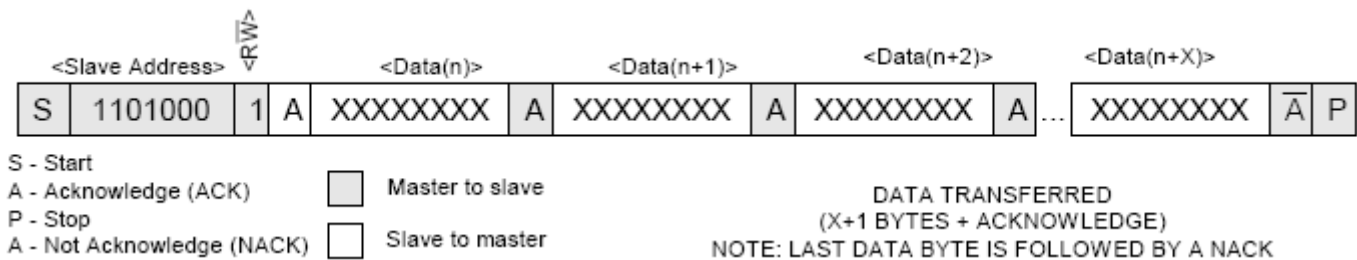 <Slave Address> <RW̅> <Data(n)> <Data(n+1)> <Data(n+2)> <Data(n+X)>
S 1101000 1 A XXXXXXXX A XXXXXXXX A XXXXXXXX A ... XXXXXXXX A̅ P
S - Start
A - Acknowledge (ACK)
P - Stop
A - Not Acknowledge (NACK)
Master to slave
Slave to master
DATA TRANSFERRED
(X+1 BYTES + ACKNOWLEDGE)
NOTE: LAST DATA BYTE IS FOLLOWED BY A NACK